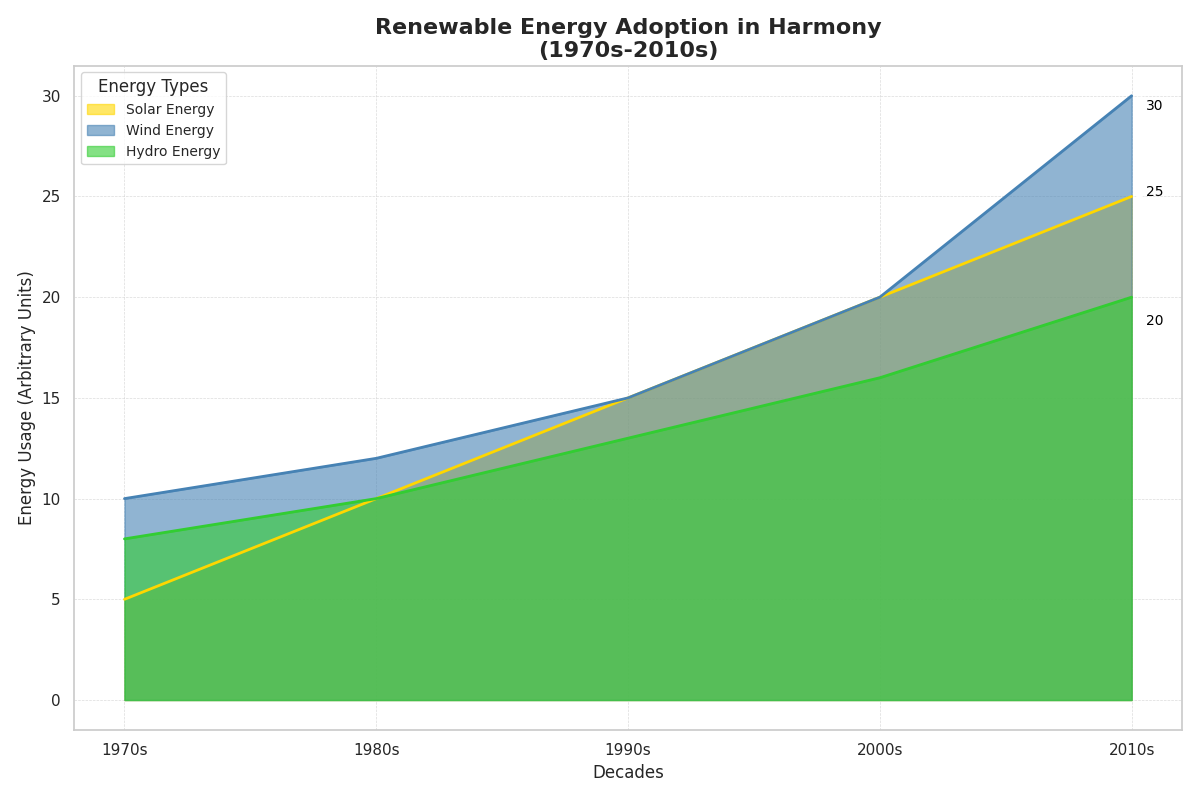 Renewable Energy Adoption in Harmony
(1970s-2010s)
Energy Types
Solar Energy
Wind Energy
Hydro Energy
Energy Usage (Arbitrary Units)
30
25
20
15
10
5
0
30
25
20
1970s
1980s
1990s
2000s
2010s
Decades